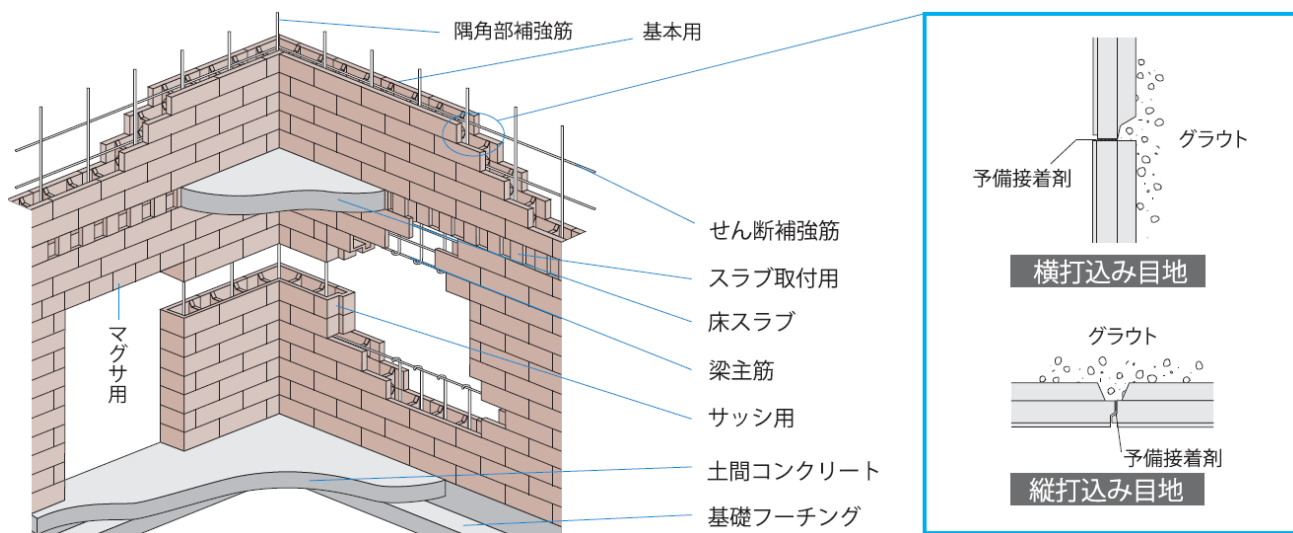 隅角部補強筋
基本用
せん断補強筋
スラブ取付用
床スラブ
梁主筋
サッシ用
土間コンクリート
基礎フーチング
マグサ用
グラウト
予備接着剤
横打込み目地
グラウト
予備接着剤
縦打込み目地